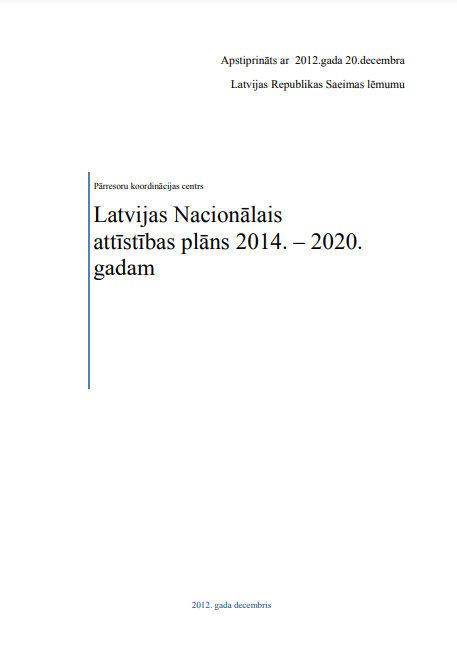 Apstiprināts ar 2012.gada 20.decembra
Latvijas Republikas Saeimas lēmumu
Pārresoru koordinācijas centrs
Latvijas Nacionālais
attīstības plāns 2014. – 2020.
gadam
2012. gada decembris